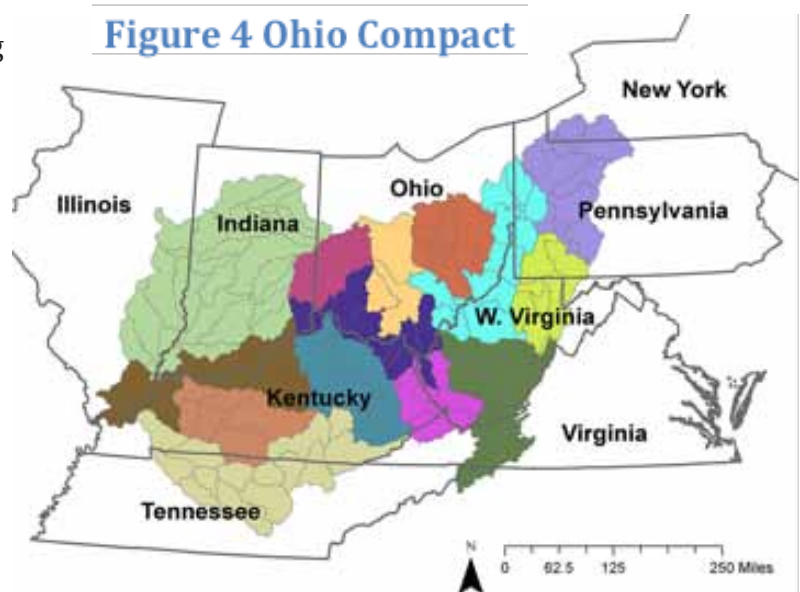 g
Figure 4 Ohio Compact
New York
Illinois
Ohio
Indiana
Pennsylvania
W. Virginia
Kentucky
Virginia
Tennessee
N
0 62.5 125 250 Miles